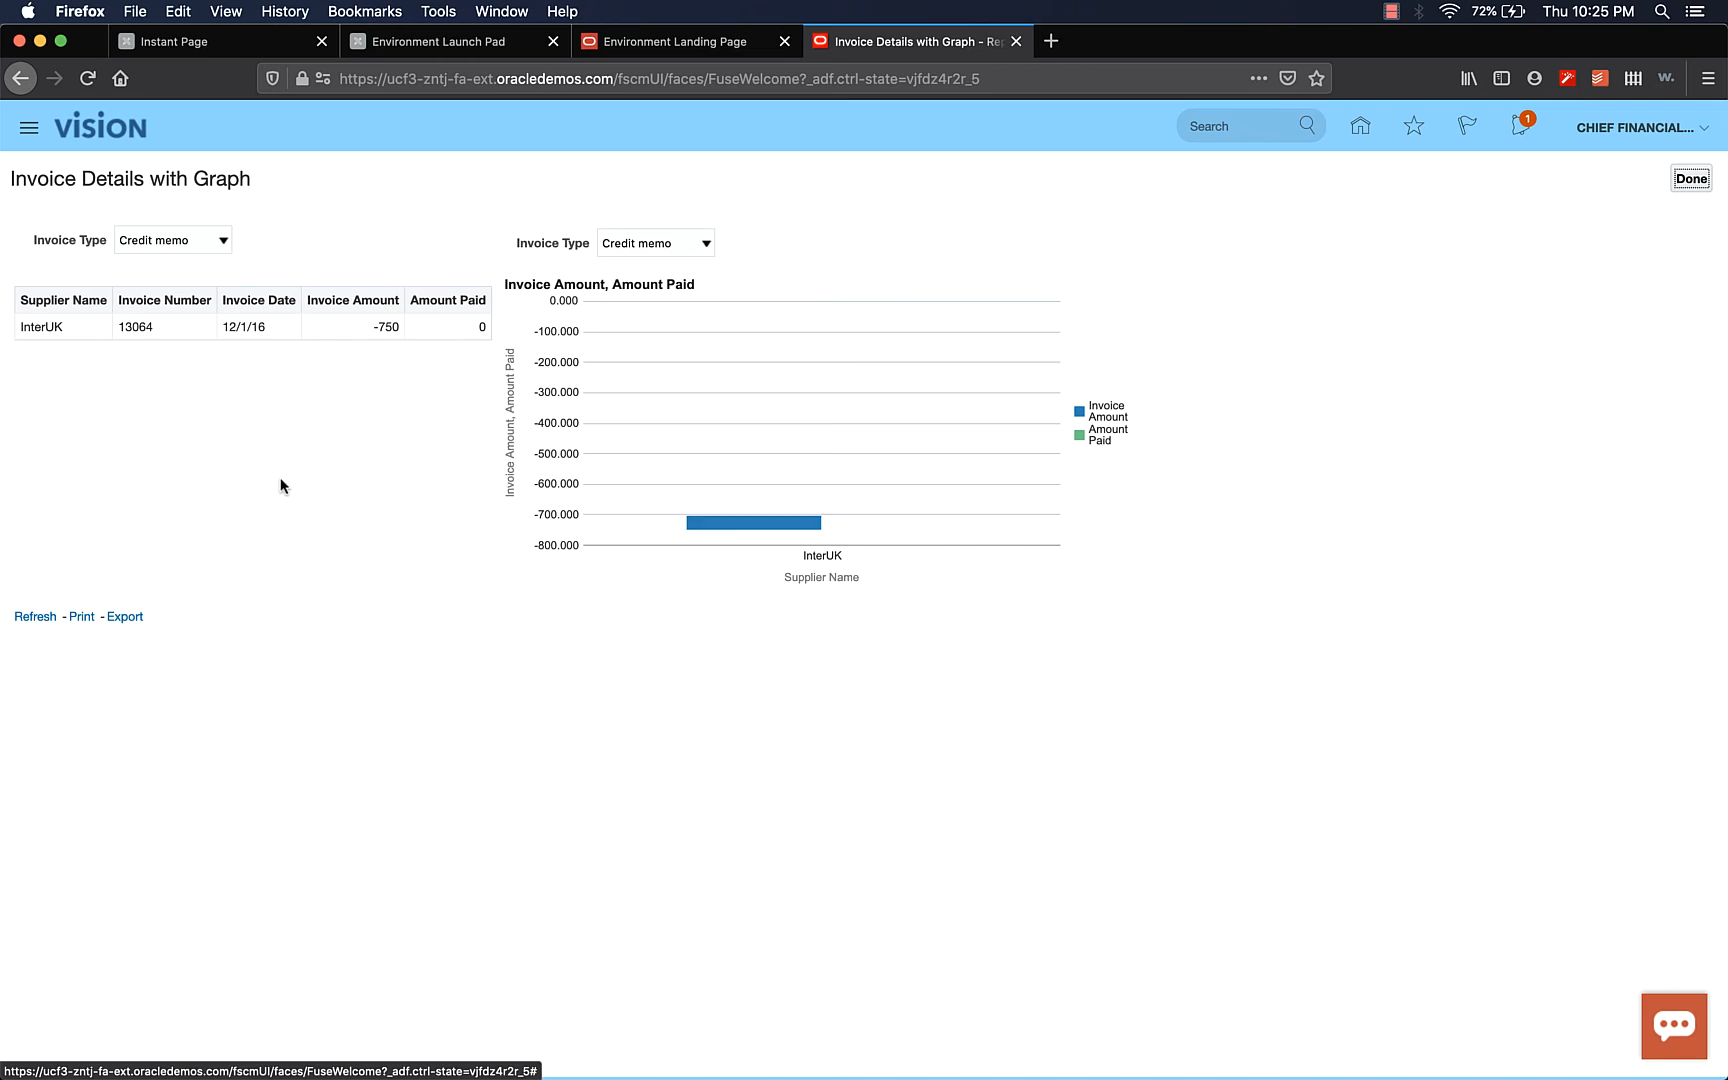 Firefox File Edit View History Bookmarks Tools Window Help 72% Thu 10:25 PM
Instant Page Environment Launch Pad Environment Landing Page Invoice Details with Graph - Re
https://ucf3-zntj-fa-ext.oracledemos.com/fscmUI/faces/FuseWelcome?_adf.ctrl-state=vjfdz4r2r_5 w.
vision Search 1 CHIEF FINANCIAL...
Invoice Details with Graph Done
Invoice Type Credit memo
Supplier Name Invoice Number Invoice Date Invoice Amount Amount Paid
InterUK 13064 12/1/16 -750 0
Invoice Type Credit memo
Invoice Amount, Amount Paid
0.000
-100.000
-200.000
-300.000
-400.000
-500.000
-600.000
-700.000
-800.000
Invoice Amount, Amount Paid
InterUK
Supplier Name
Invoice
Amount
Amount
Paid
Refresh - Print - Export
https://ucf3-zntj-fa-ext.oracledemos.com/fscmUI/faces/FuseWelcome?_adf.ctrl-state=vjfdz4r2r_5#